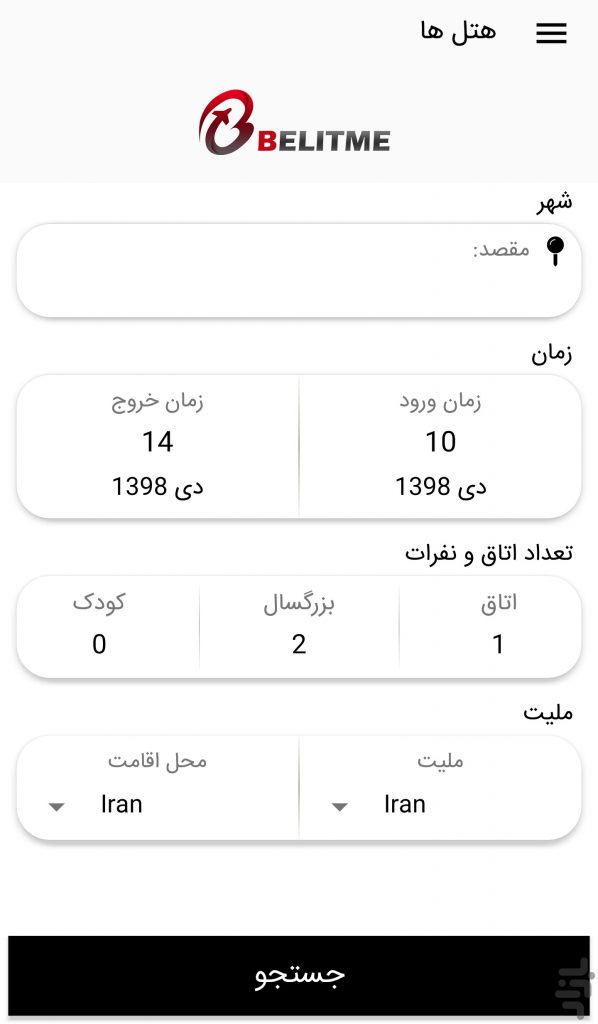 هتل ها
BELITME
شهر
مقصد:
زمان
زمان ورود
زمان خروج
10
14
دی 1398
دی 1398
تعداد اتاق و نفرات
اتاق
بزرگسال
کودک
1
2
0
ملیت
ملیت
محل اقامت
Iran
Iran
جستجو
بازار